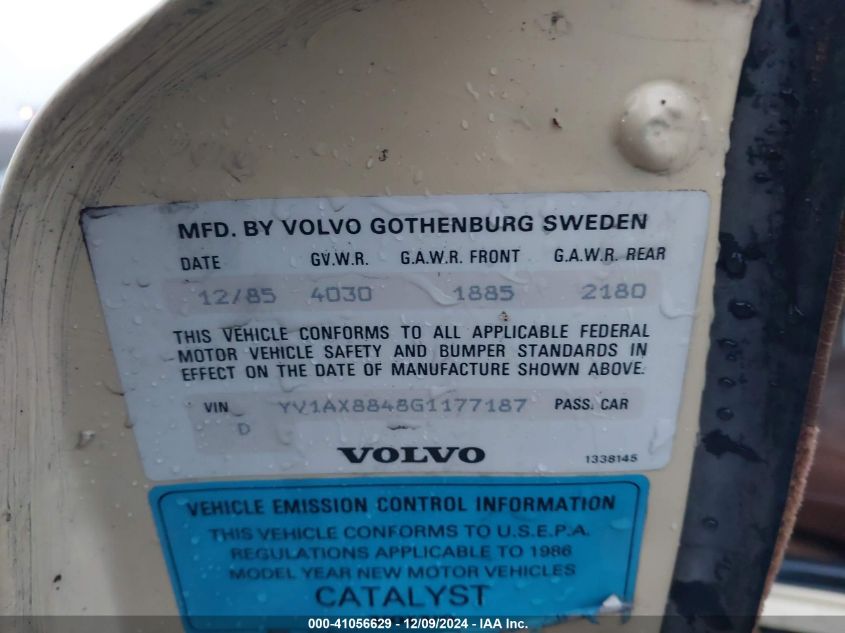 MFD. BY VOLVO GOTHENBURG SWEDEN
DATE GV.W.R. G.A.W.R. FRONT G.A.W.R. REAR
12/85 4030 1885 2180
THIS VEHICLE CONFORMS TO ALL APPLICABLE FEDERAL
MOTOR VEHICLE SAFETY AND BUMPER STANDARDS IN
EFFECT ON THE DATE OF MANUFACTURE SHOWN ABOVE.
VIN YV1AX8848G1177187 PASS. CAR
D
VOLVO 1338145
VEHICLE EMISSION CONTROL INFORMATION
THIS VEHICLE CONFORMS TO U.S.E.P.A.
REGULATIONS APPLICABLE TO 1986
MODEL YEAR NEW MOTOR VEHICLES
CATALYST
000-41056629 - 12/09/2024 - IAA